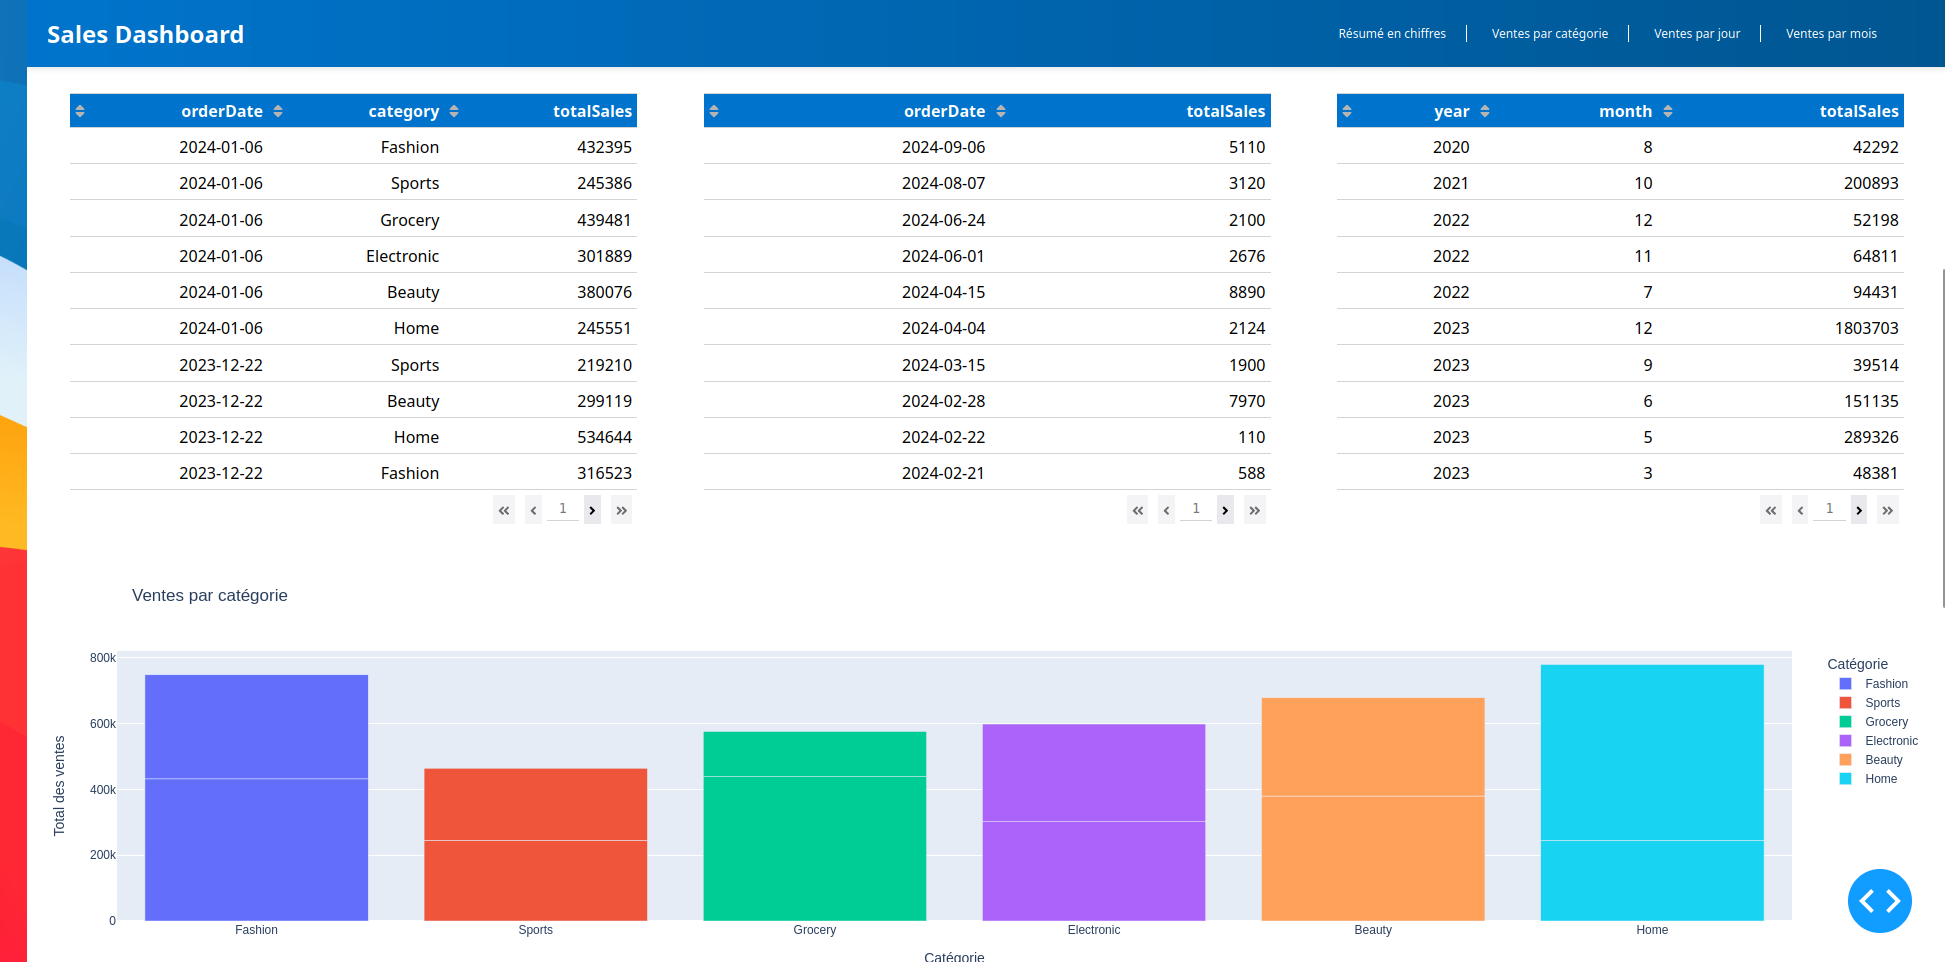 Sales Dashboard
Résumé en chiffres
Ventes par catégorie
Ventes par jour
Ventes par mois
orderDate category totalSales
2024-01-06 Fashion 432395
2024-01-06 Sports 245386
2024-01-06 Grocery 439481
2024-01-06 Electronic 301889
2024-01-06 Beauty 380076
2024-01-06 Home 245551
2023-12-22 Sports 219210
2023-12-22 Beauty 299119
2023-12-22 Home 534644
2023-12-22 Fashion 316523
« ‹ 1 › »
orderDate totalSales
2024-09-06 5110
2024-08-07 3120
2024-06-24 2100
2024-06-01 2676
2024-04-15 8890
2024-04-04 2124
2024-03-15 1900
2024-02-28 7970
2024-02-22 110
2024-02-21 588
« ‹ 1 › »
year month totalSales
2020 8 42292
2021 10 200893
2022 12 52198
2022 11 64811
2022 7 94431
2023 12 1803703
2023 9 39514
2023 6 151135
2023 5 289326
2023 3 48381
« ‹ 1 › »
Ventes par catégorie
Total des ventes
800k
600k
400k
200k
0
Fashion Sports Grocery Electronic Beauty Home
Catégorie
Catégorie
Fashion
Sports
Grocery
Electronic
Beauty
Home